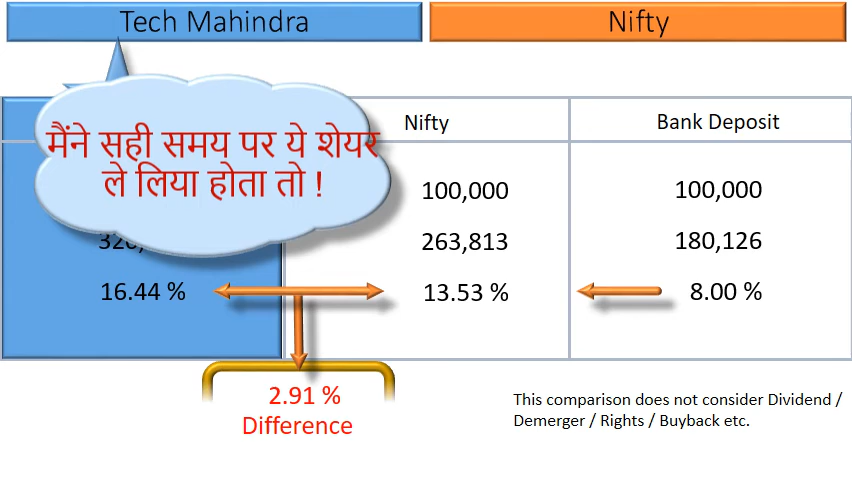 Tech Mahindra
Nifty
मैंने सही समय पर ये शेयर
ले लिया होता तो !
Nifty
Bank Deposit
100,000
100,000
263,813
180,126
16.44 %
13.53 %
8.00 %
2.91 %
Difference
This comparison does not consider Dividend /
Demerger / Rights / Buyback etc.